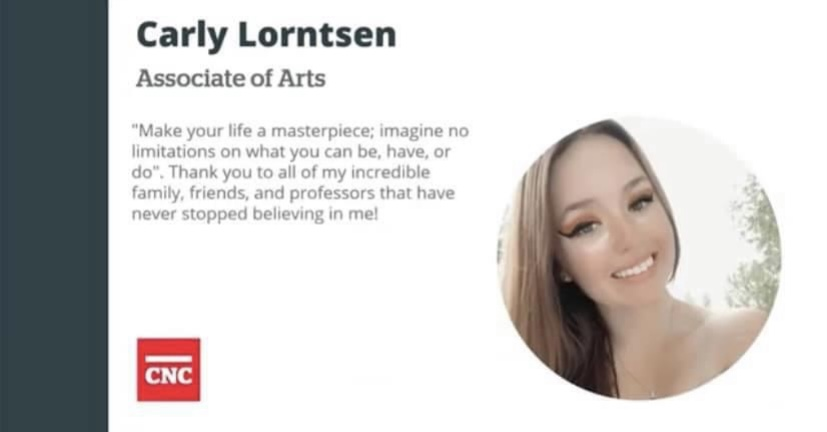 Carly Lorntsen
Associate of Arts
"Make your life a masterpiece; imagine no
limitations on what you can be, have, or
do". Thank you to all of my incredible
family, friends, and professors that have
never stopped believing in me!
CNC